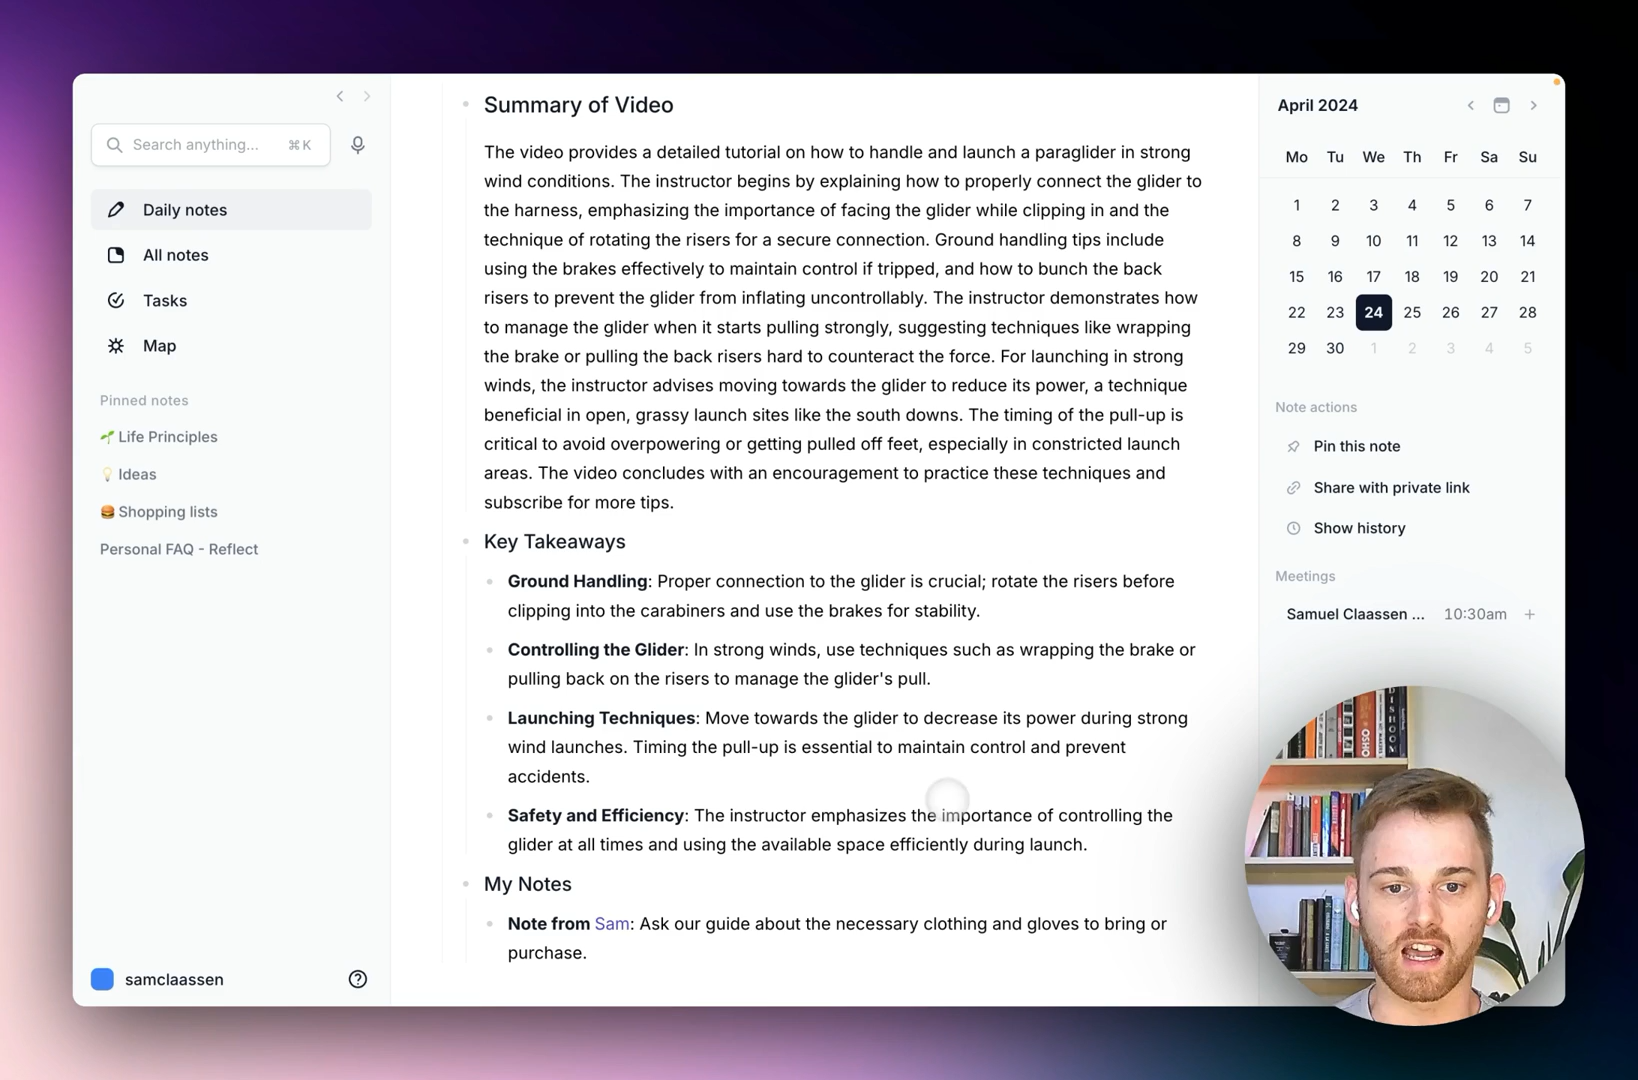 Search anything...
⌘K
Daily notes
All notes
Tasks
Map
Pinned notes
🌱 Life Principles
💡 Ideas
🍔 Shopping lists
Personal FAQ - Reflect
samclaassen
Summary of Video
The video provides a detailed tutorial on how to handle and launch a paraglider in strong
wind conditions. The instructor begins by explaining how to properly connect the glider to
the harness, emphasizing the importance of facing the glider while clipping in and the
technique of rotating the risers for a secure connection. Ground handling tips include
using the brakes effectively to maintain control if tripped, and how to bunch the back
risers to prevent the glider from inflating uncontrollably. The instructor demonstrates how
to manage the glider when it starts pulling strongly, suggesting techniques like wrapping
the brake or pulling the back risers hard to counteract the force. For launching in strong
winds, the instructor advises moving towards the glider to reduce its power, a technique
beneficial in open, grassy launch sites like the south downs. The timing of the pull-up is
critical to avoid overpowering or getting pulled off feet, especially in constricted launch
areas. The video concludes with an encouragement to practice these techniques and
subscribe for more tips.
Key Takeaways
Ground Handling: Proper connection to the glider is crucial; rotate the risers before
clipping into the carabiners and use the brakes for stability.
Controlling the Glider: In strong winds, use techniques such as wrapping the brake or
pulling back on the risers to manage the glider's pull.
Launching Techniques: Move towards the glider to decrease its power during strong
wind launches. Timing the pull-up is essential to maintain control and prevent
accidents.
Safety and Efficiency: The instructor emphasizes the importance of controlling the
glider at all times and using the available space efficiently during launch.
My Notes
Note from Sam: Ask our guide about the necessary clothing and gloves to bring or
purchase.
April 2024
Mo Tu We Th Fr Sa Su
1 2 3 4 5 6 7
8 9 10 11 12 13 14
15 16 17 18 19 20 21
22 23 24 25 26 27 28
29 30 1 2 3 4 5
Note actions
Pin this note
Share with private link
Show history
Meetings
Samuel Claassen ... 10:30am +
DISHOOM
OSHO